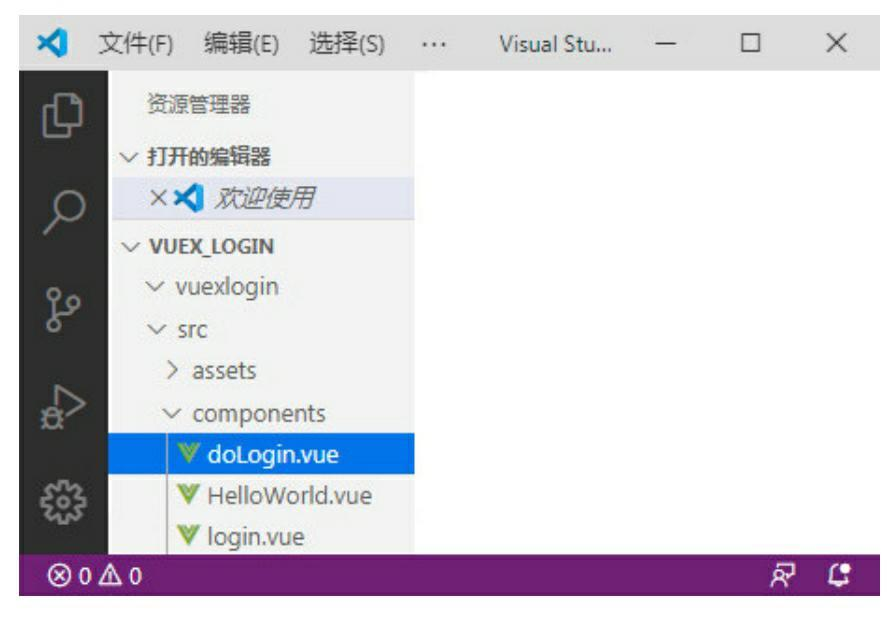 文件(F) 编辑(E) 选择(S) ··· Visual Stu...
资源管理器
打开的编辑器
欢迎使用
VUEX_LOGIN
vuexlogin
src
assets
components
doLogin.vue
HelloWorld.vue
login.vue
0 0